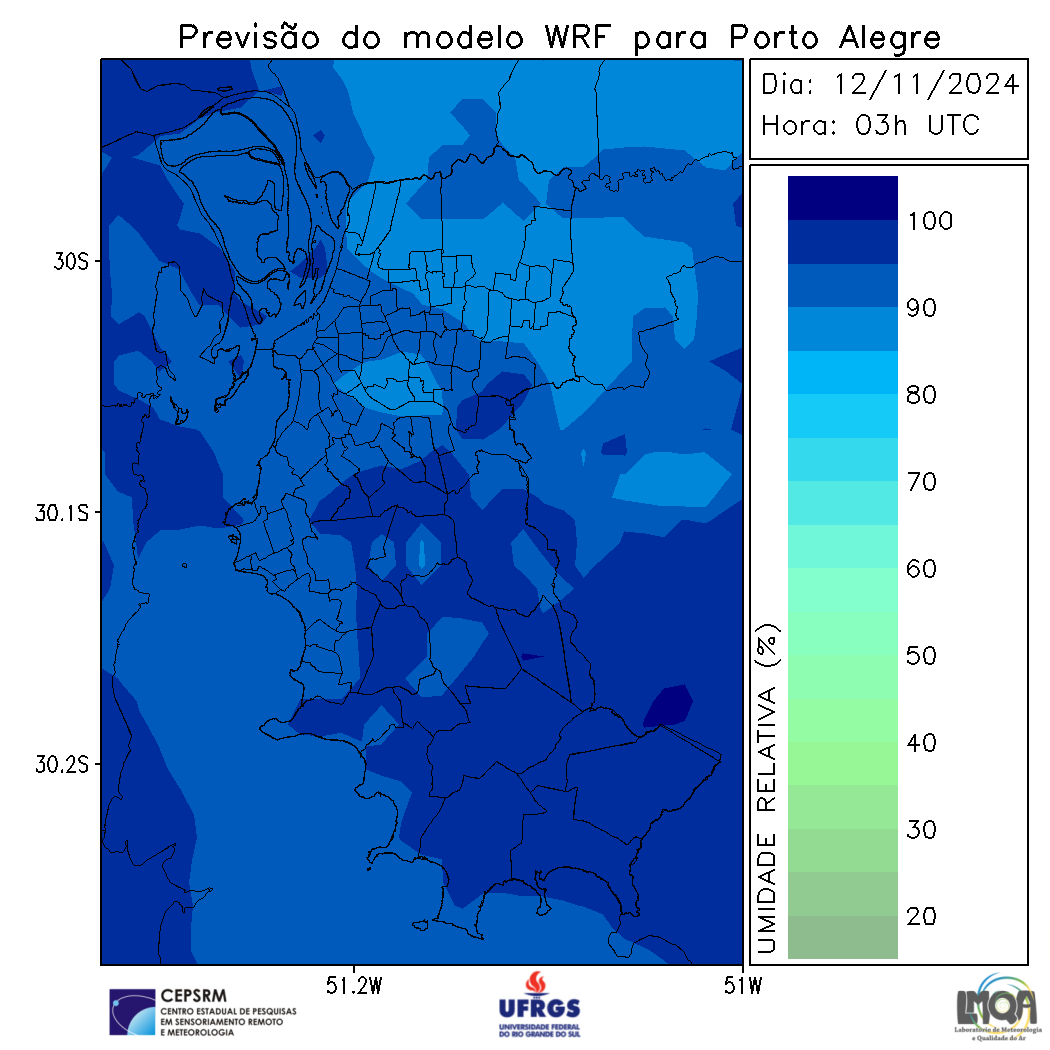 Previsão do modelo WRF para Porto Alegre
Dia: 12/11/2024
Hora: 03h UTC
30S
30.1S
30.2S
51.2W
51W
UMIDADE RELATIVA (%)
100
90
80
70
60
50
40
30
20
CEPSRM
CENTRO ESTADUAL DE PESQUISAS
EM SENSORIAMENTO REMOTO
E METEOROLOGIA
UFRGS
UNIVERSIDADE FEDERAL
DO RIO GRANDE DO SUL
LMQA
Laboratório de Meteorologia
e Qualidade do Ar